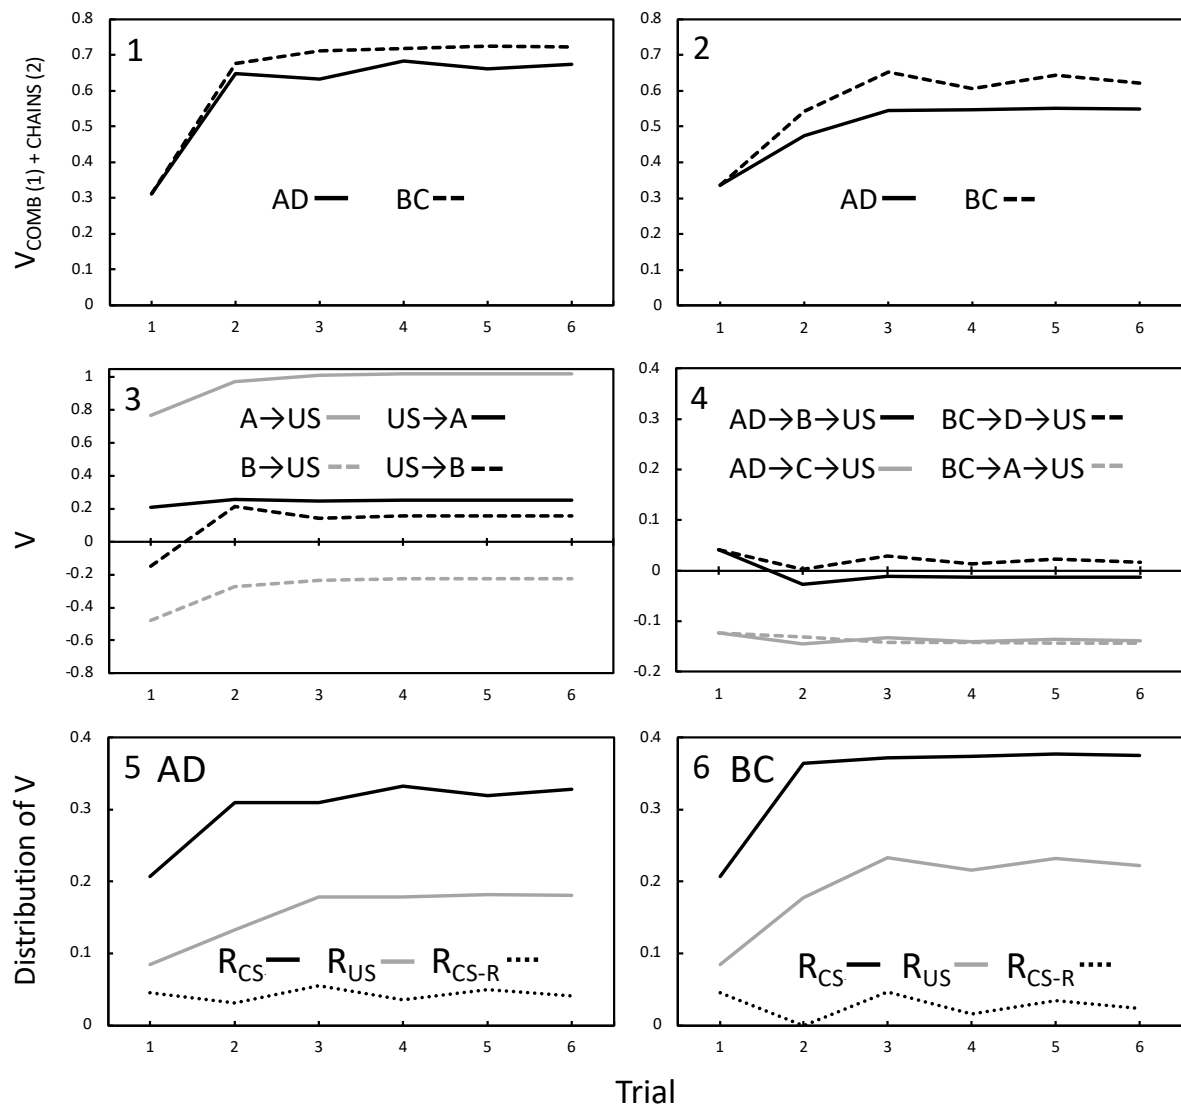 1
2
V COMB (1) + CHAINS (2)
0.8
0.7
0.6
0.5
0.4
0.3
0.2
0.1
0
AD
BC
1 2 3 4 5 6
0.8
0.7
0.6
0.5
0.4
0.3
0.2
0.1
0
AD
BC
1 2 3 4 5 6
3
4
V
1
0.8
0.6
0.4
0.2
0
-0.2
-0.4
-0.6
-0.8
A→US
US→A
B→US
US→B
1 2 3 4 5 6
0.4
0.3
0.2
0.1
0
-0.1
-0.2
AD→B→US
BC→D→US
AD→C→US
BC→A→US
1 2 3 4 5 6
5 AD
6 BC
Distribution of V
0.4
0.3
0.2
0.1
0
R CS
R US
R CS-R
1 2 3 4 5 6
0.4
0.3
0.2
0.1
0
R CS
R US
R CS-R
1 2 3 4 5 6
Trial